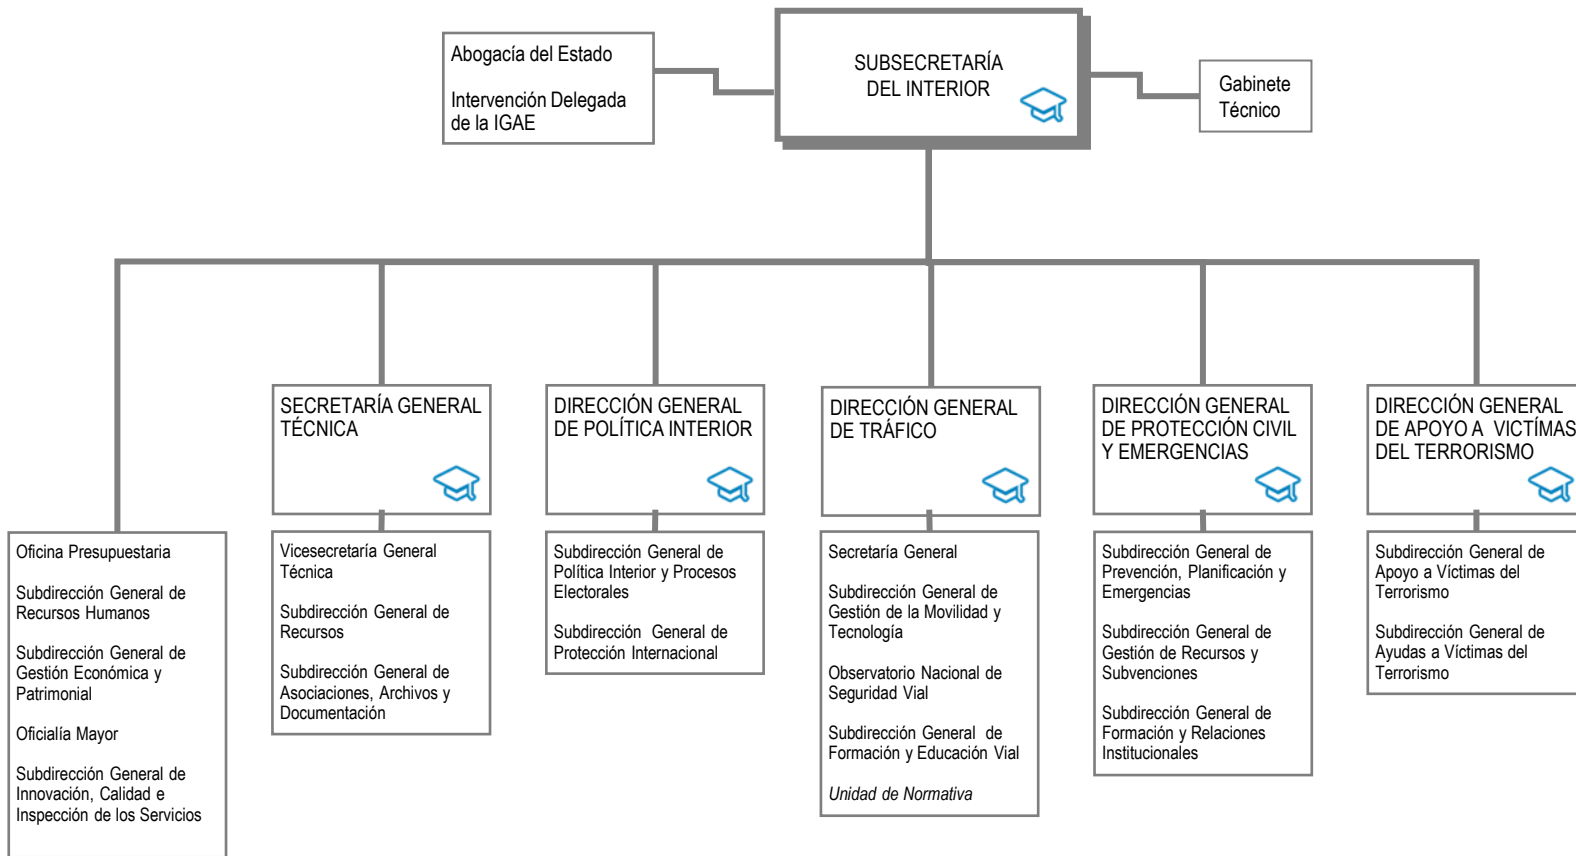 Abogacía del Estado
Intervención Delegada
de la IGAE
SUBSECRETARÍA
DEL INTERIOR
Gabinete
Técnico
SECRETARÍA GENERAL
TÉCNICA
DIRECCIÓN GENERAL
DE POLÍTICA INTERIOR
DIRECCIÓN GENERAL
DE TRÁFICO
DIRECCIÓN GENERAL
DE PROTECCIÓN CIVIL
Y EMERGENCIAS
DIRECCIÓN GENERAL
DE APOYO A VICTÍMAS
DEL TERRORISMO
Oficina Presupuestaria
Subdirección General de
Recursos Humanos
Subdirección General de
Gestión Económica y
Patrimonial
Oficialía Mayor
Subdirección General de
Innovación, Calidad e
Inspección de los Servicios
Vicesecretaría General
Técnica
Subdirección General de
Recursos
Subdirección General de
Asociaciones, Archivos y
Documentación
Subdirección General de
Política Interior y Procesos
Electorales
Subdirección General de
Protección Internacional
Secretaría General
Subdirección General de
Gestión de la Movilidad y
Tecnología
Observatorio Nacional de
Seguridad Vial
Subdirección General de
Formación y Educación Vial
Unidad de Normativa
Subdirección General de
Prevención, Planificación y
Emergencias
Subdirección General de
Gestión de Recursos y
Subvenciones
Subdirección General de
Formación y Relaciones
Institucionales
Subdirección General de
Apoyo a Víctimas del
Terrorismo
Subdirección General de
Ayudas a Víctimas del
Terrorismo